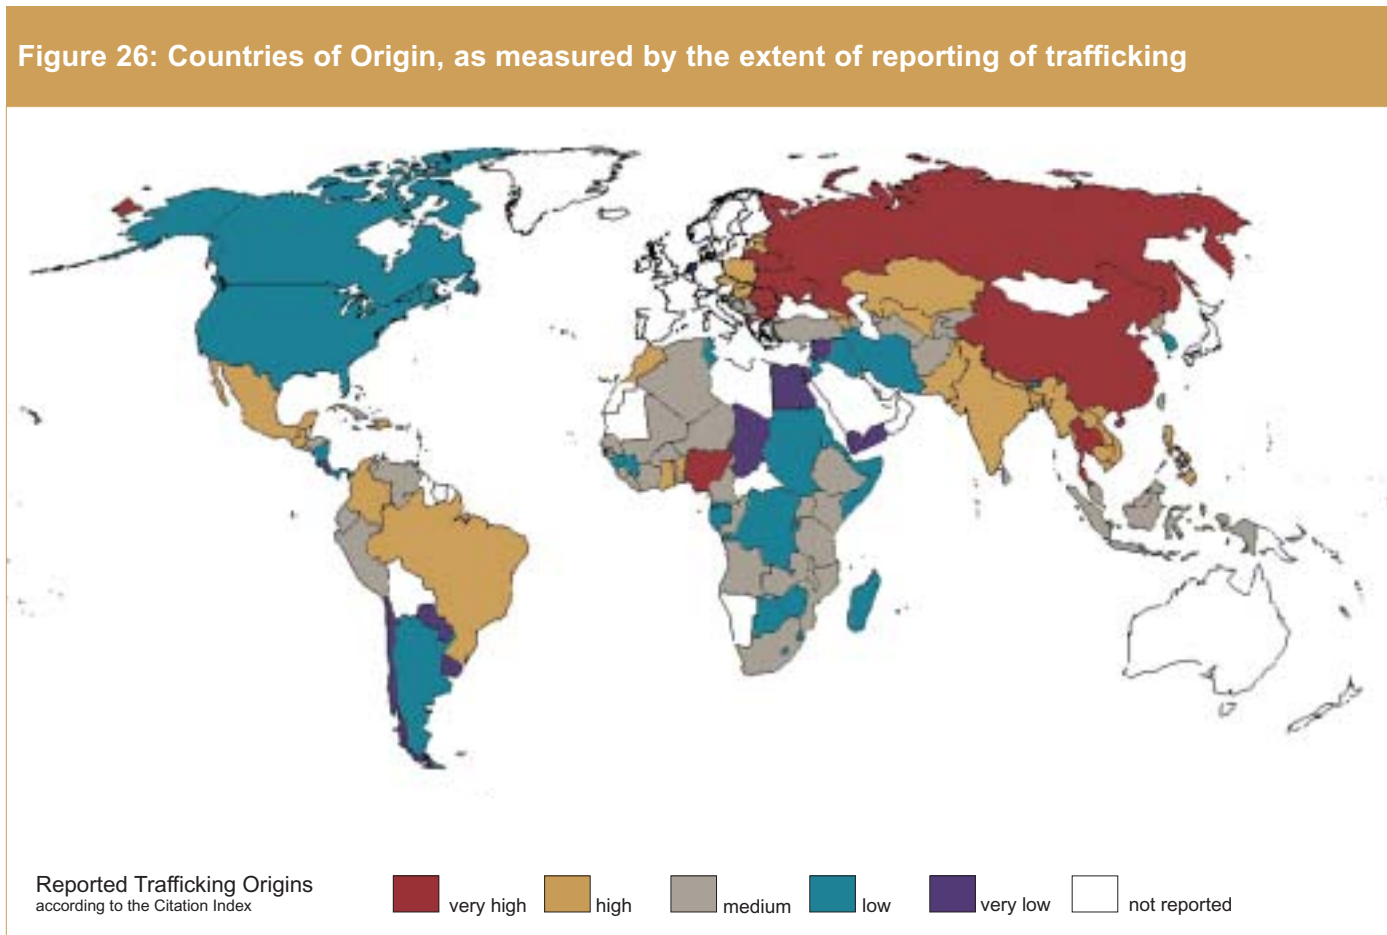 Figure 26: Countries of Origin, as measured by the extent of reporting of trafficking
Reported Trafficking Origins
according to the Citation Index
very high
high
medium
low
very low
not reported